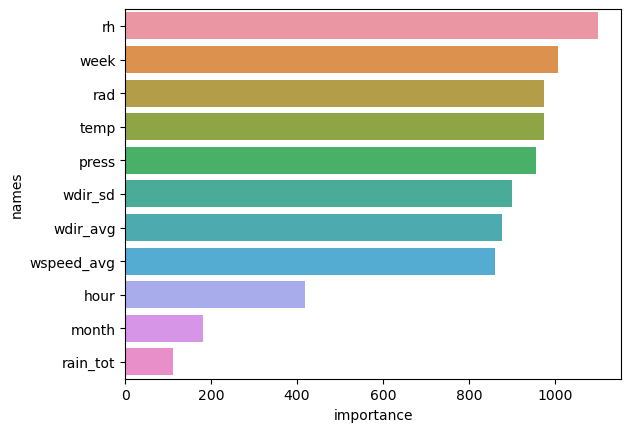 rh
week
rad
temp
press
wdir_sd
wdir_avg
wspeed_avg
hour
month
rain_tot
names
0 200 400 600 800 1000
importance